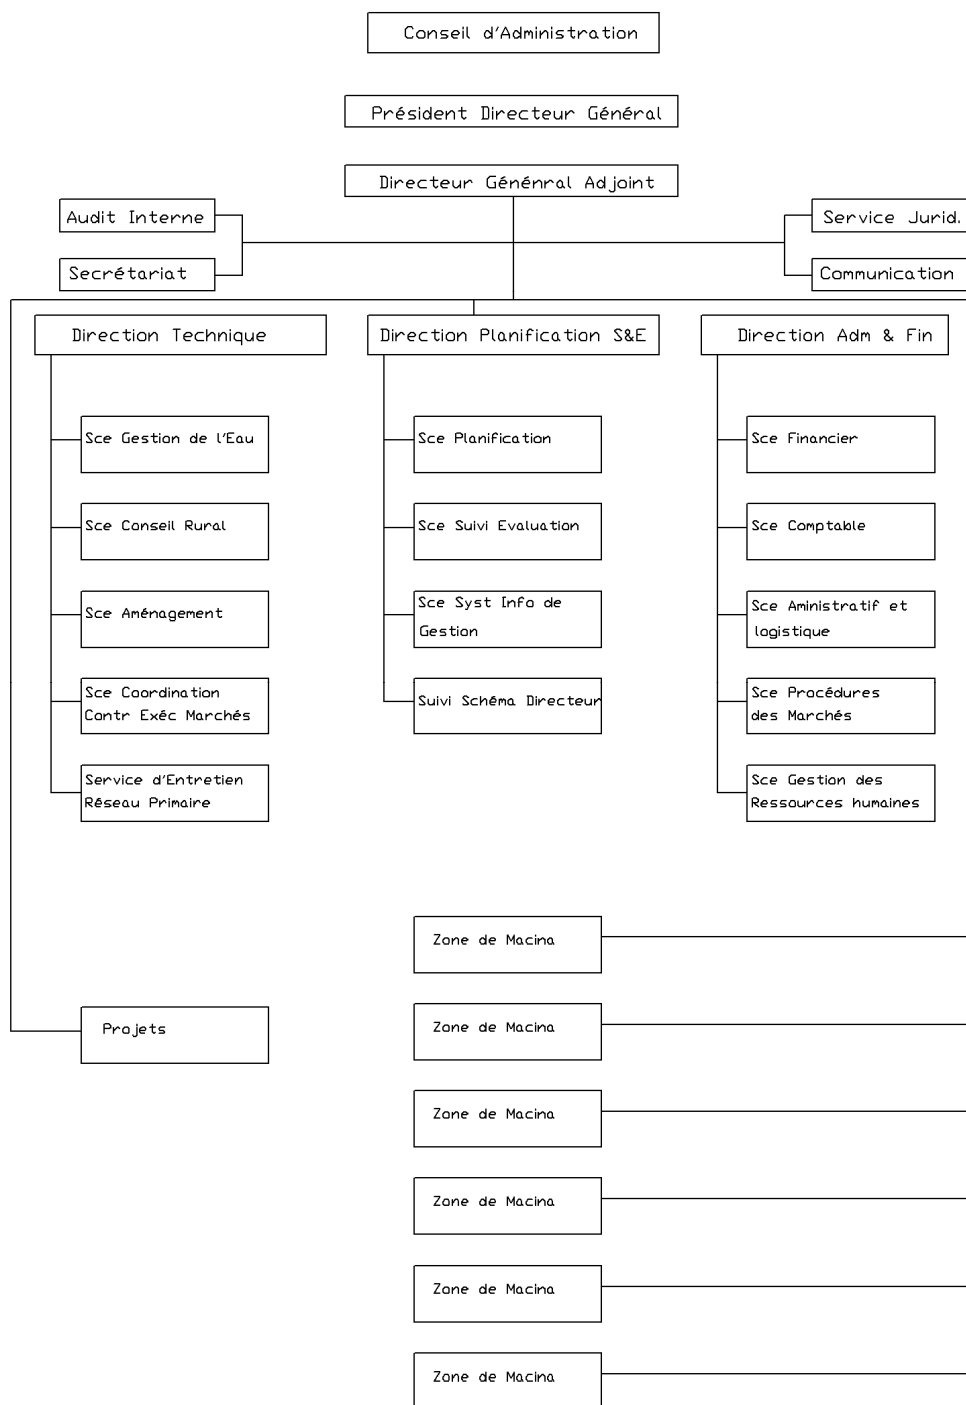 Conseil d'Administration
Président Directeur Général
Directeur Génénral Adjoint
Audit Interne
Service Jurid.
Secrétariat
Communication
Direction Technique
Direction Planification S&E
Direction Adm & Fin
Sce Gestion de l'Eau
Sce Conseil Rural
Sce Aménagement
Sce Coordination
Contr Exéc Marchés
Service d'Entretien
Réseau Primaire
Sce Planification
Sce Suivi Evaluation
Sce Syst Info de
Gestion
Suivi Schéma Directeur
Sce Financier
Sce Comptable
Sce Aministratif et
logistique
Sce Procédures
des Marchés
Sce Gestion des
Ressources humaines
Projets
Zone de Macina
Zone de Macina
Zone de Macina
Zone de Macina
Zone de Macina
Zone de Macina